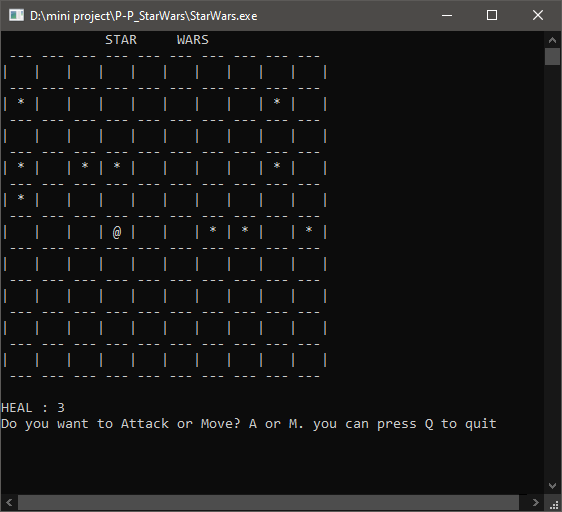 D:\mini project\P-P_StarWars\StarWars.exe
STAR     WARS
 --- --- --- --- --- --- --- --- --- ---
|   |   |   |   |   |   |   |   |   |   |
 --- --- --- --- --- --- --- --- --- ---
| * |   |   |   |   |   |   |   | * |   |
 --- --- --- --- --- --- --- --- --- ---
|   |   |   |   |   |   |   |   |   |   |
 --- --- --- --- --- --- --- --- --- ---
| * |   | * | * |   |   |   |   | * |   |
 --- --- --- --- --- --- --- --- --- ---
| * |   |   |   |   |   |   |   |   |   |
 --- --- --- --- --- --- --- --- --- ---
|   |   |   | @ |   |   | * | * |   | * |
 --- --- --- --- --- --- --- --- --- ---
|   |   |   |   |   |   |   |   |   |   |
 --- --- --- --- --- --- --- --- --- ---
|   |   |   |   |   |   |   |   |   |   |
 --- --- --- --- --- --- --- --- --- ---
|   |   |   |   |   |   |   |   |   |   |
 --- --- --- --- --- --- --- --- --- ---
|   |   |   |   |   |   |   |   |   |   |
 --- --- --- --- --- --- --- --- --- ---
HEAL : 3
Do you want to Attack or Move? A or M. you can press Q to quit